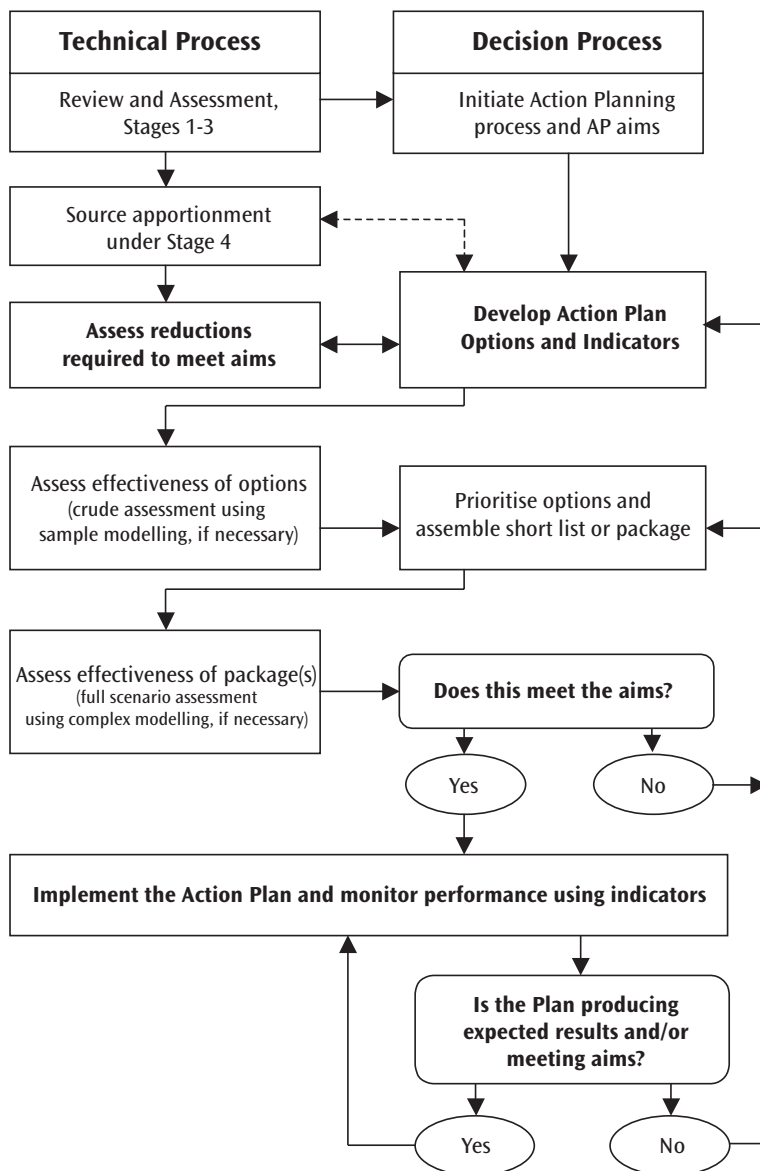 Technical Process
Review and Assessment,
Stages 1-3
Decision Process
Initiate Action Planning
process and AP aims
Source apportionment
under Stage 4
Assess reductions
required to meet aims
Develop Action Plan
Options and Indicators
Assess effectiveness of options
(crude assessment using
sample modelling, if necessary)
Prioritise options and
assemble short list or package
Assess effectiveness of package(s)
(full scenario assessment
using complex modelling, if necessary)
Does this meet the aims?
Yes
No
Implement the Action Plan and monitor performance using indicators
Is the Plan producing
expected results and/or
meeting aims?
Yes
No